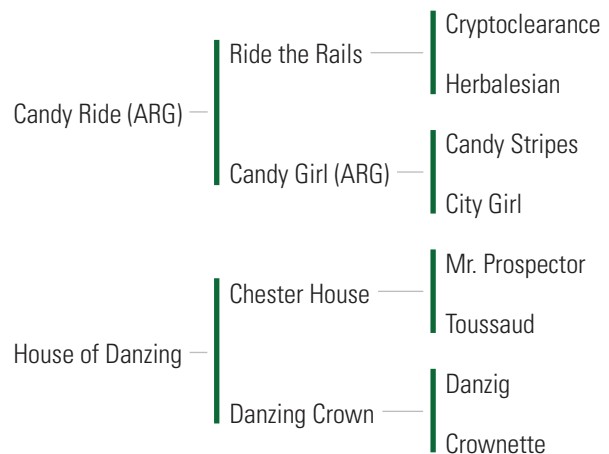 Cryptoclearance
Ride the Rails
Herbalesian
Candy Ride (ARG)
Candy Stripes
Candy Girl (ARG)
City Girl
Mr. Prospector
Chester House
Toussaud
House of Danzing
Danzig
Danzing Crown
Crownette